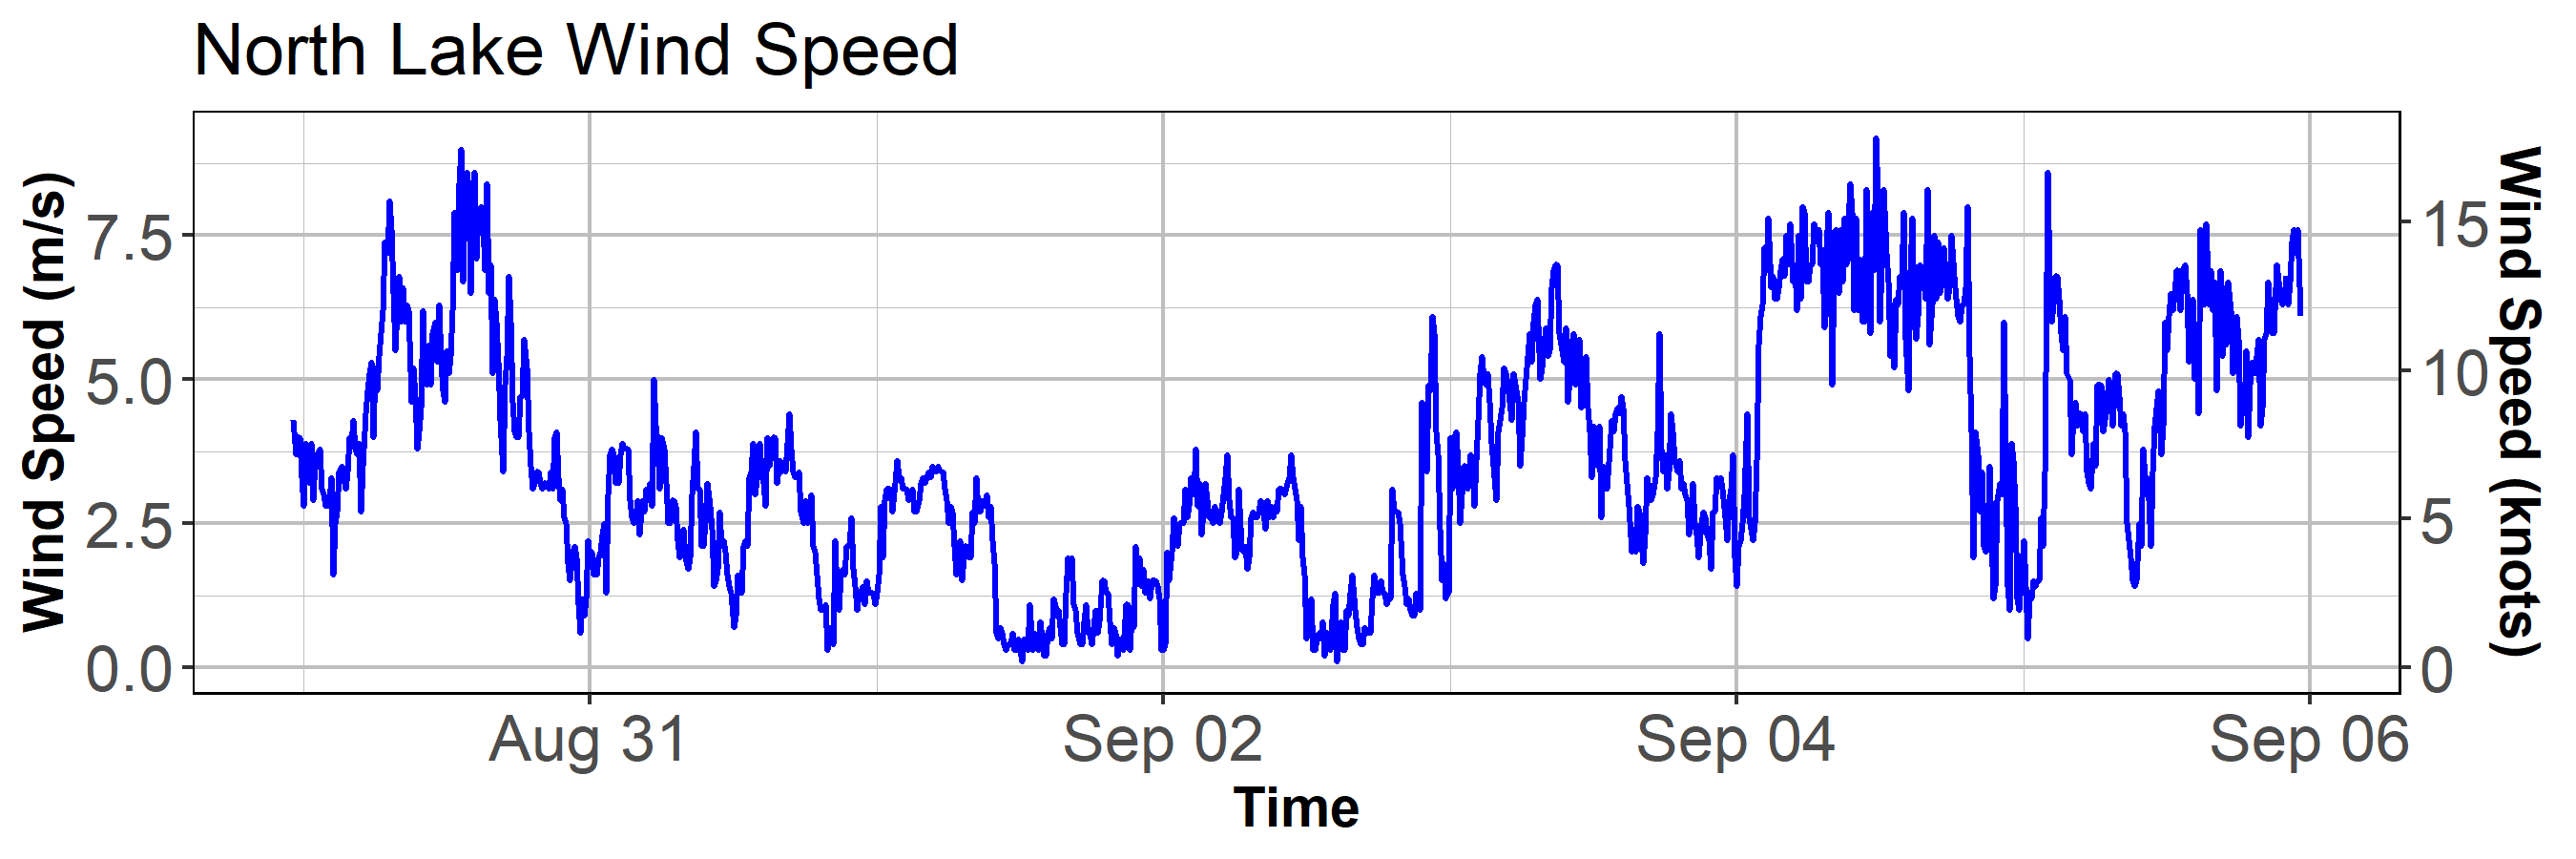 North Lake Wind Speed
Wind Speed (m/s)
7.5
5.0
2.5
0.0
15
10
5
0
Wind Speed (knots)
Aug 31
Sep 02
Sep 04
Sep 06
Time